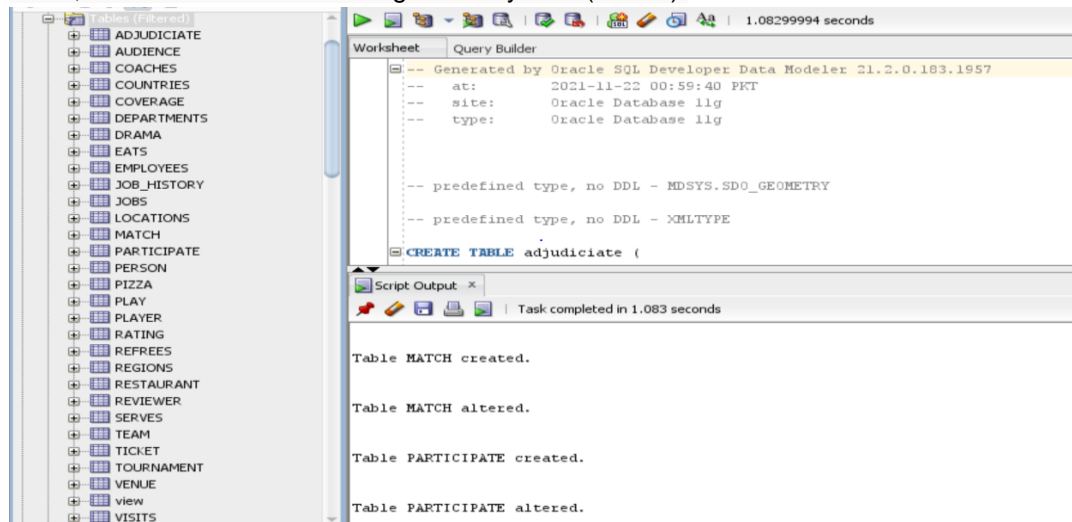 Tables (Filtered)
ADJUDICIATE
AUDIENCE
COACHES
COUNTRIES
COVERAGE
DEPARTMENTS
DRAMA
EATS
EMPLOYEES
JOB_HISTORY
JOBS
LOCATIONS
MATCH
PARTICIPATE
PERSON
PIZZA
PLAY
PLAYER
RATING
REFREES
REGIONS
RESTAURANT
REVIEWER
SERVES
TEAM
TICKET
TOURNAMENT
VENUE
view
VISITS
1.08299994 seconds
Worksheet Query Builder
-- Generated by Oracle SQL Developer Data Modeler 21.2.0.183.1957
-- at: 2021-11-22 00:59:40 PKT
-- site: Oracle Database 11g
-- type: Oracle Database 11g
-- predefined type, no DDL - MDSYS.SDO_GEOMETRY
-- predefined type, no DDL - XMLTYPE
CREATE TABLE adjudiciate (
Script Output ×
Task completed in 1.083 seconds
Table MATCH created.
Table MATCH altered.
Table PARTICIPATE created.
Table PARTICIPATE altered.